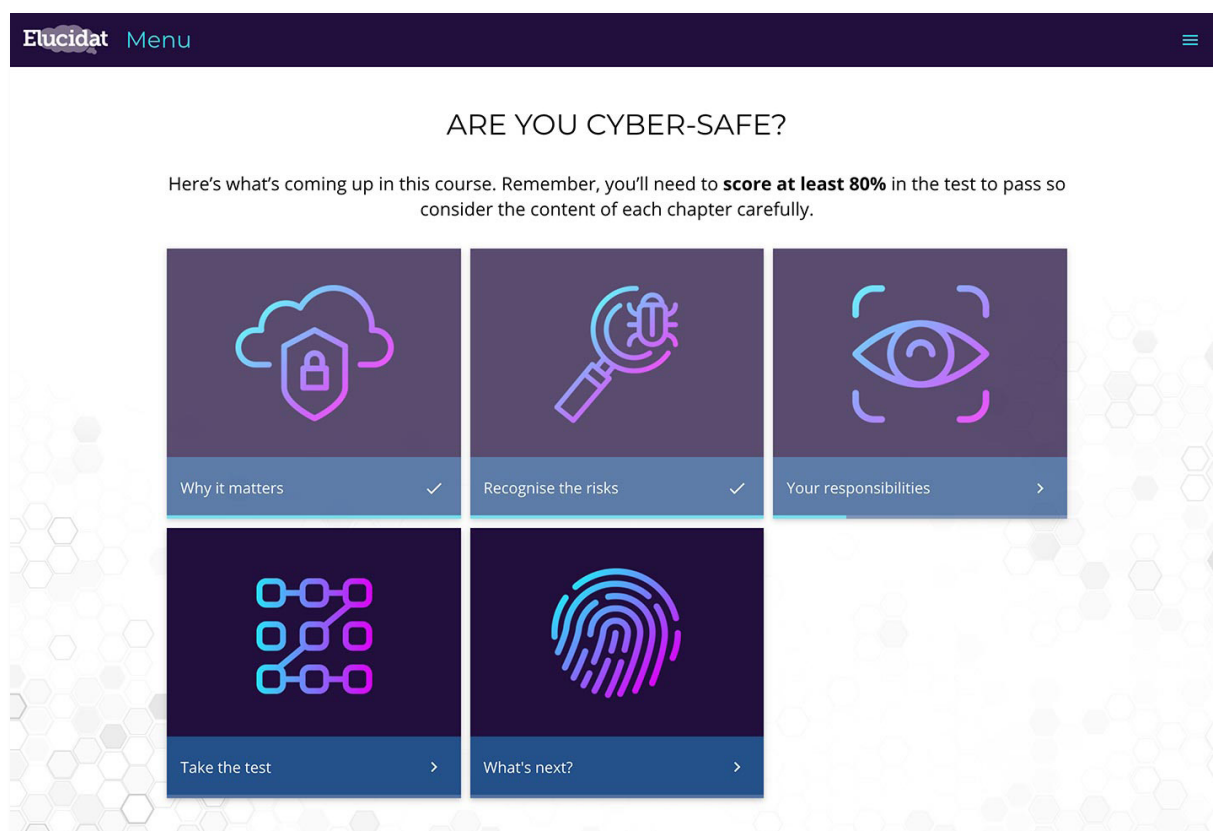 Elucidat Menu
ARE YOU CYBER-SAFE?
Here’s what’s coming up in this course. Remember, you’ll need to score at least 80% in the test to pass so
consider the content of each chapter carefully.
Why it matters
Recognise the risks
Your responsibilities
Take the test
What's next?